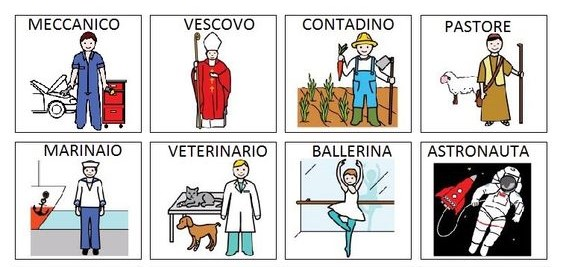 MECCANICO
VESCOVO
CONTADINO
PASTORE
MARINAIO
VETERINARIO
BALLERINA
ASTRONAUTA